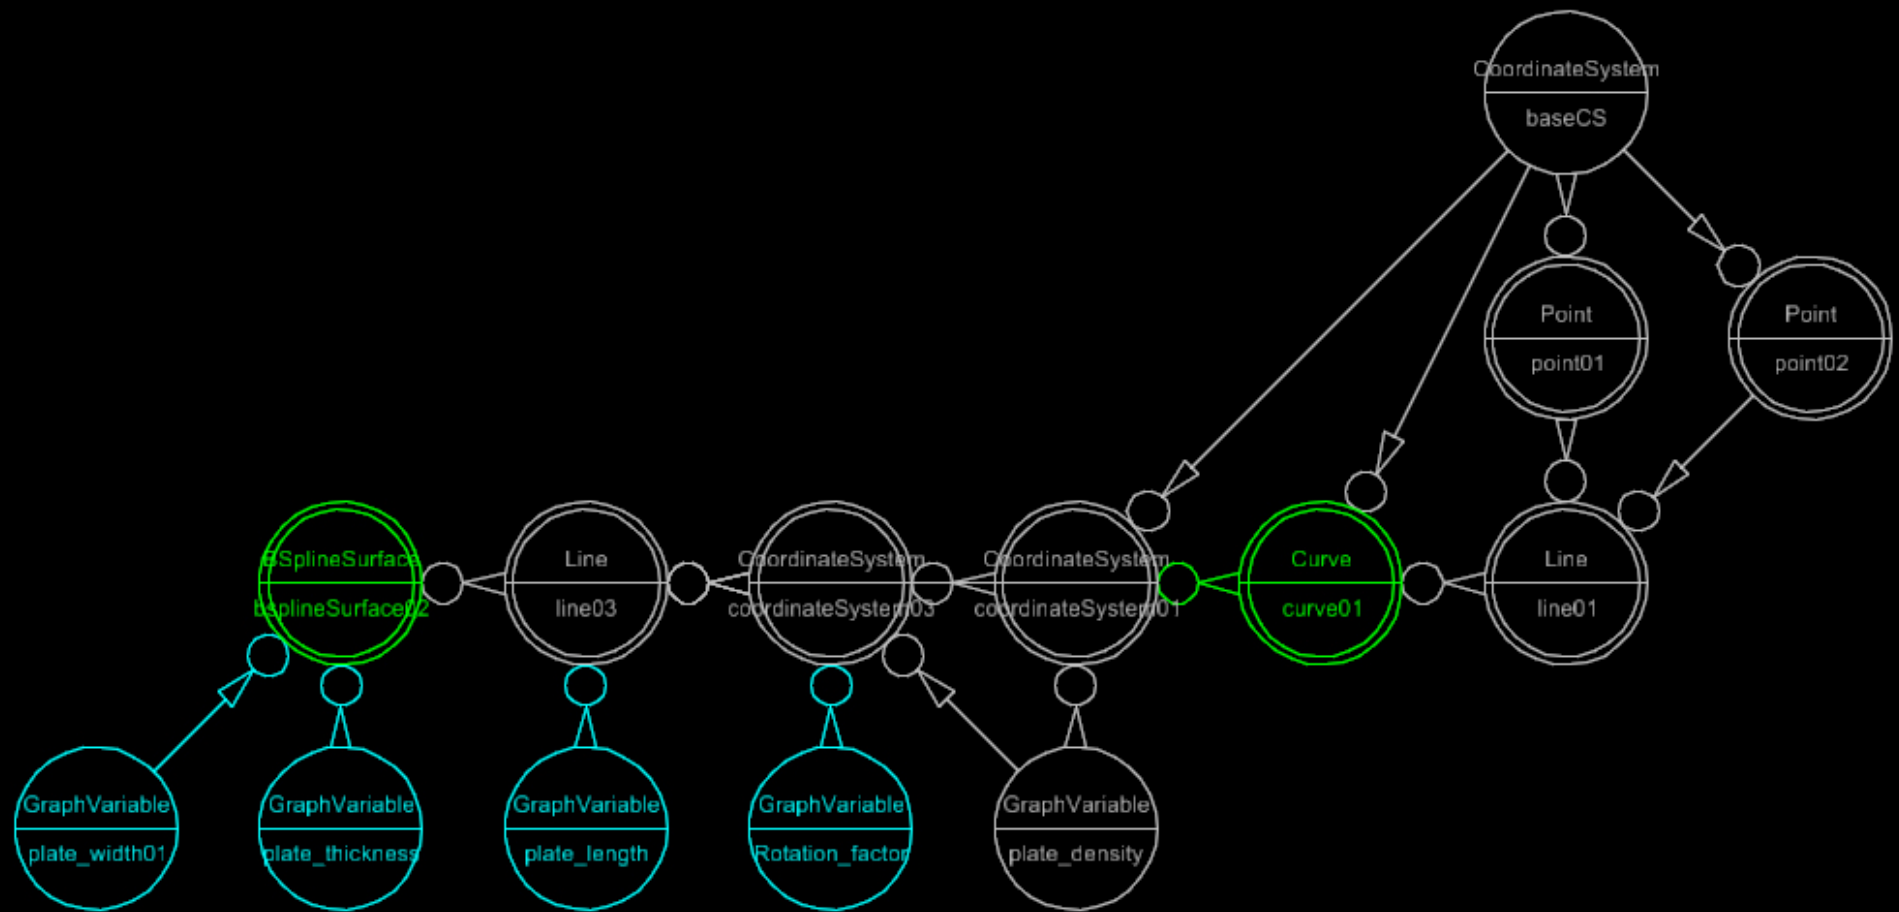 CoordinateSystem
baseCS
Point
point01
Point
point02
BSplineSurface
bsplineSurface02
Line
line03
CoordinateSystem
coordinateSystem03
CoordinateSystem
coordinateSystem01
Curve
curve01
Line
line01
GraphVariable
plate_width01
GraphVariable
plate_thickness
GraphVariable
plate_length
GraphVariable
Rotation_factor
GraphVariable
plate_density